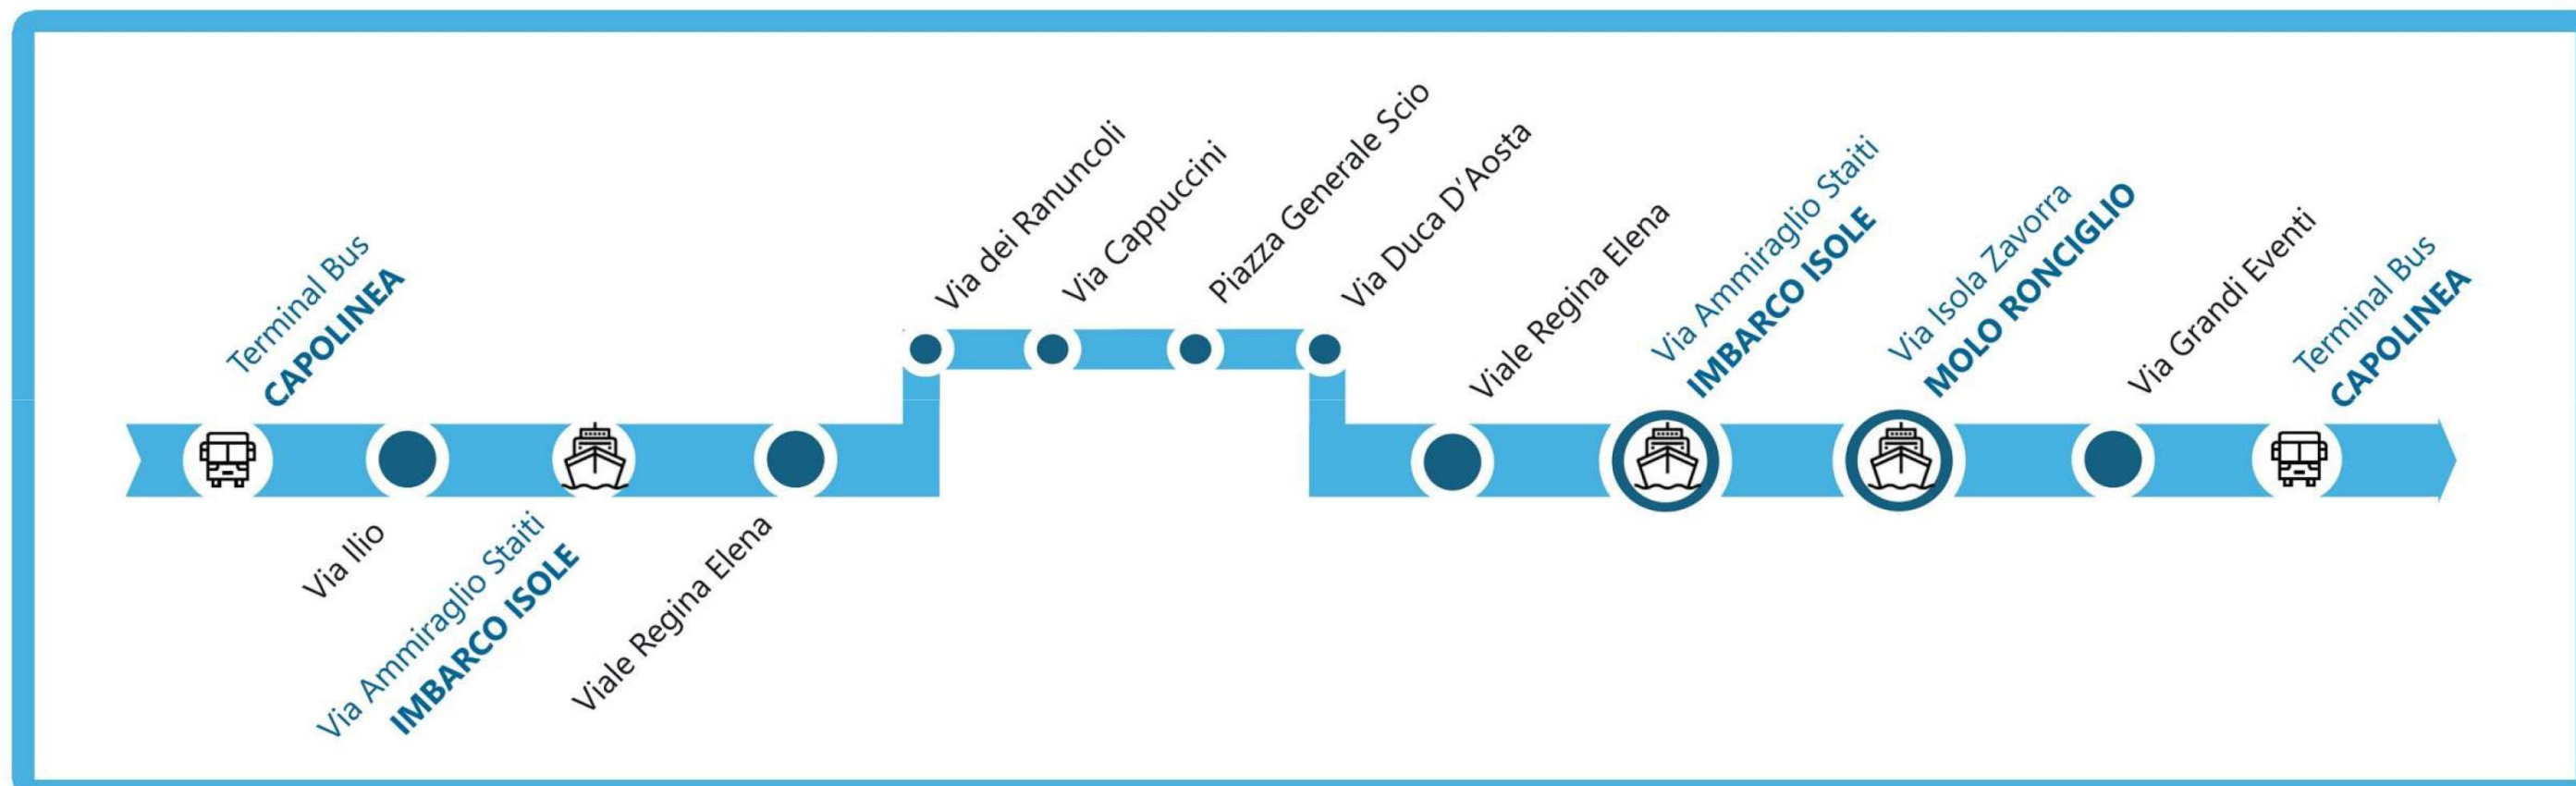 Terminal Bus
CAPOLINEA
Via Ilio
Via Ammiraglio Staiti
IMBARCO ISOLE
Viale Regina Elena
Via dei Ranuncoli
Via Cappuccini
Piazza Generale Scio
Via Duca D'Aosta
Viale Regina Elena
Via Ammiraglio Staiti
IMBARCO ISOLE
Via Isola Zavorra
MOLO RONCIGLIO
Via Grandi Eventi
Terminal Bus
CAPOLINEA